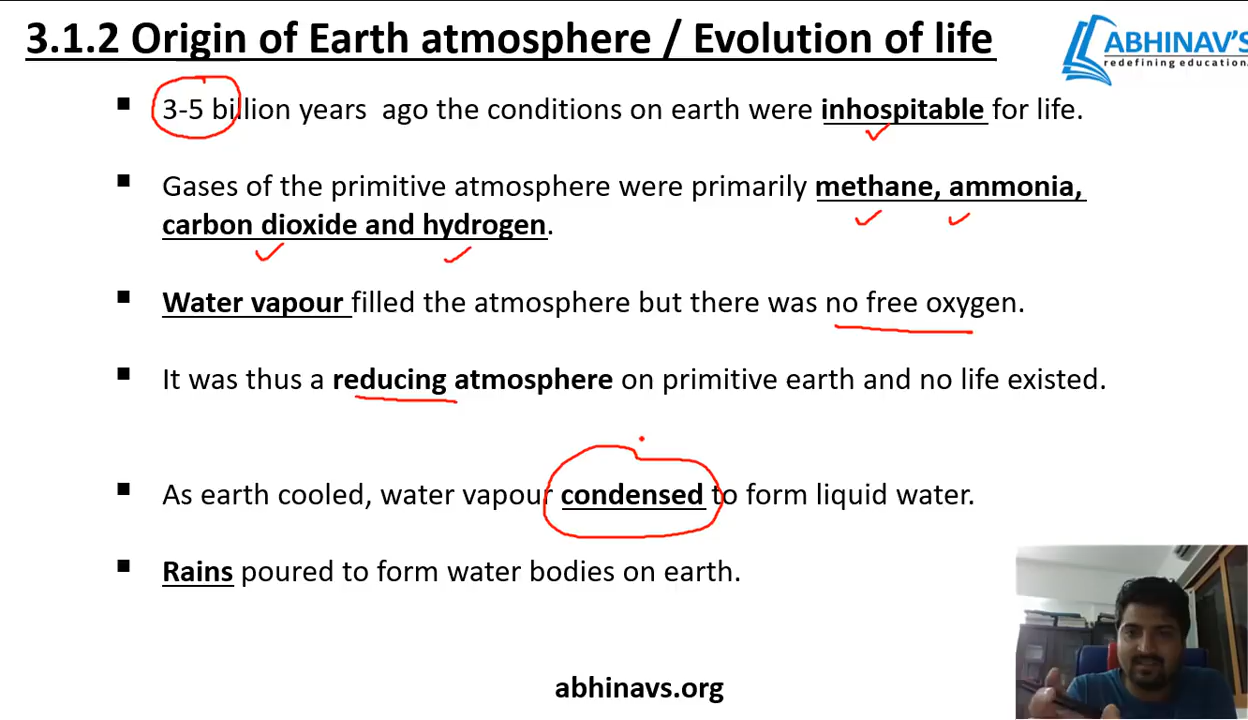 3.1.2 Origin of Earth atmosphere / Evolution of life
ABHINAV'S
redefining education.
▪ 3-5 billion years ago the conditions on earth were inhospitable for life.
▪ Gases of the primitive atmosphere were primarily methane, ammonia,
carbon dioxide and hydrogen.
▪ Water vapour filled the atmosphere but there was no free oxygen.
▪ It was thus a reducing atmosphere on primitive earth and no life existed.
▪ As earth cooled, water vapour condensed to form liquid water.
▪ Rains poured to form water bodies on earth.
abhinavs.org